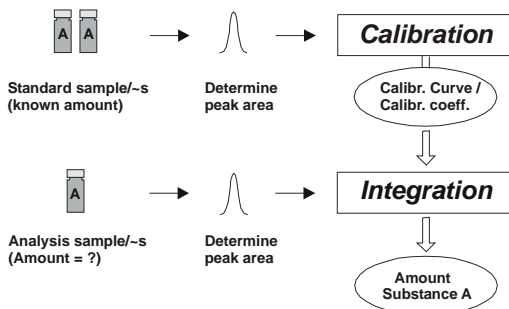 A A
Calibration
Standard sample/~s
(known amount)
Determine
peak area
Calibr. Curve /
Calibr. coeff.
A
Integration
Analysis sample/~s
(Amount = ?)
Determine
peak area
Amount
Substance A